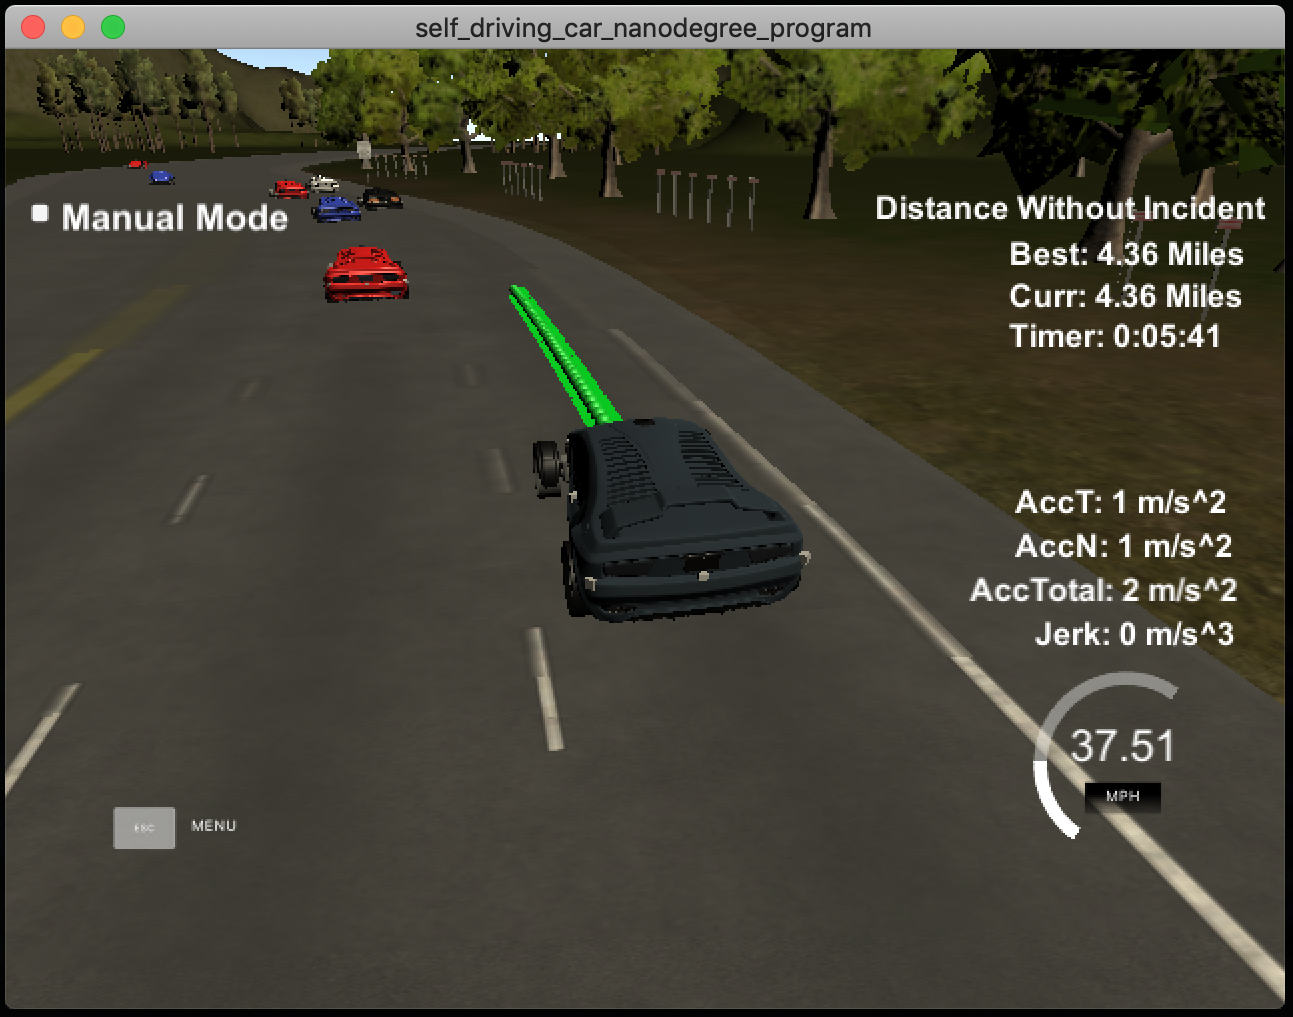 self_driving_car_nanodegree_program
Manual Mode
Distance Without Incident
Best: 4.36 Miles
Curr: 4.36 Miles
Timer: 0:05:41
AccT: 1 m/s^2
AccN: 1 m/s^2
AccTotal: 2 m/s^2
Jerk: 0 m/s^3
37.51
MPH
ESC MENU